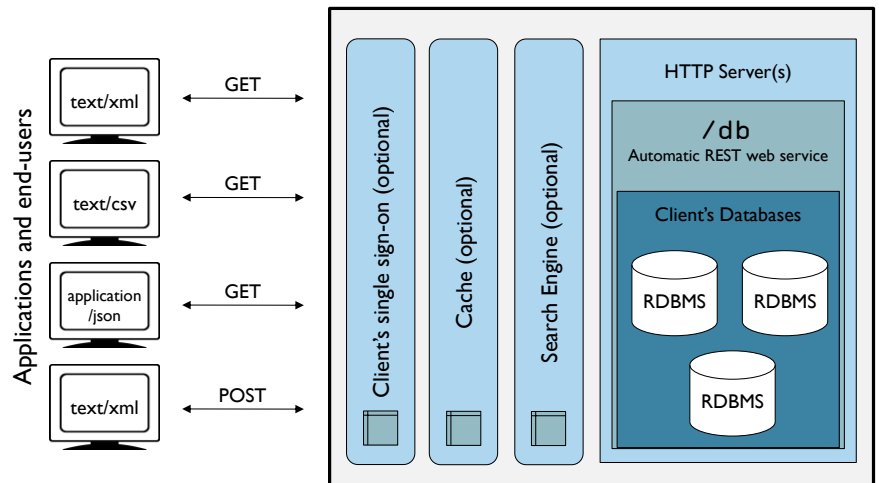 Applications and end-users
text/xml
GET
text/csv
GET
application
/json
GET
text/xml
POST
Client's single sign-on (optional)
Cache (optional)
Search Engine (optional)
HTTP Server(s)
/db
Automatic REST web service
Client's Databases
RDBMS
RDBMS
RDBMS